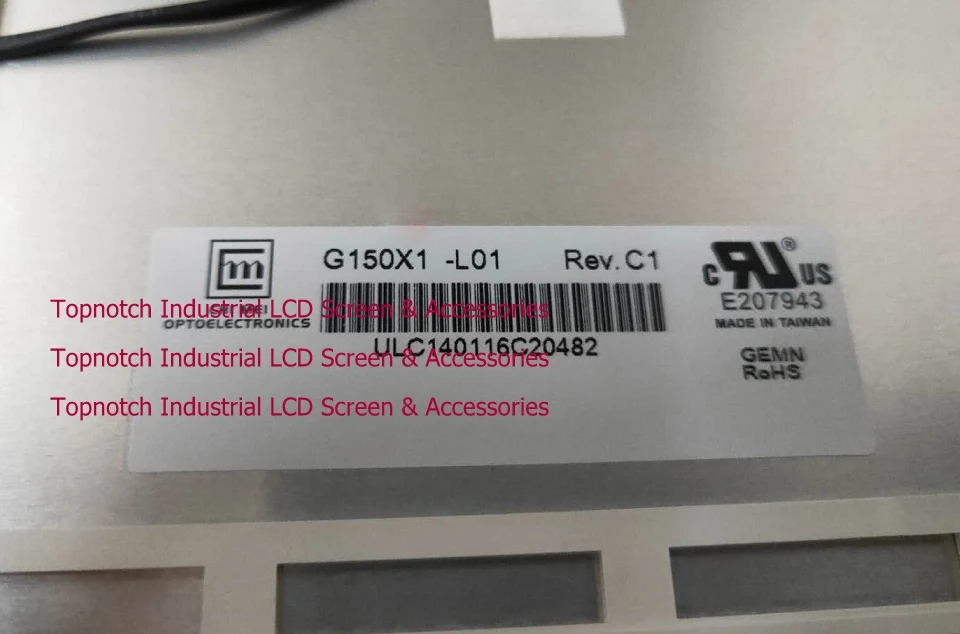 G150X1 -L01 Rev. C1
C RU ® US
E207943
Topnotch Industrial LCD Screen & Accessories
OPTOELECTRONICS
MADE IN TAIWAN
ULC140116C20482
Topnotch Industrial LCD Screen & Accessories
GEMN
RoHS
Topnotch Industrial LCD Screen & Accessories